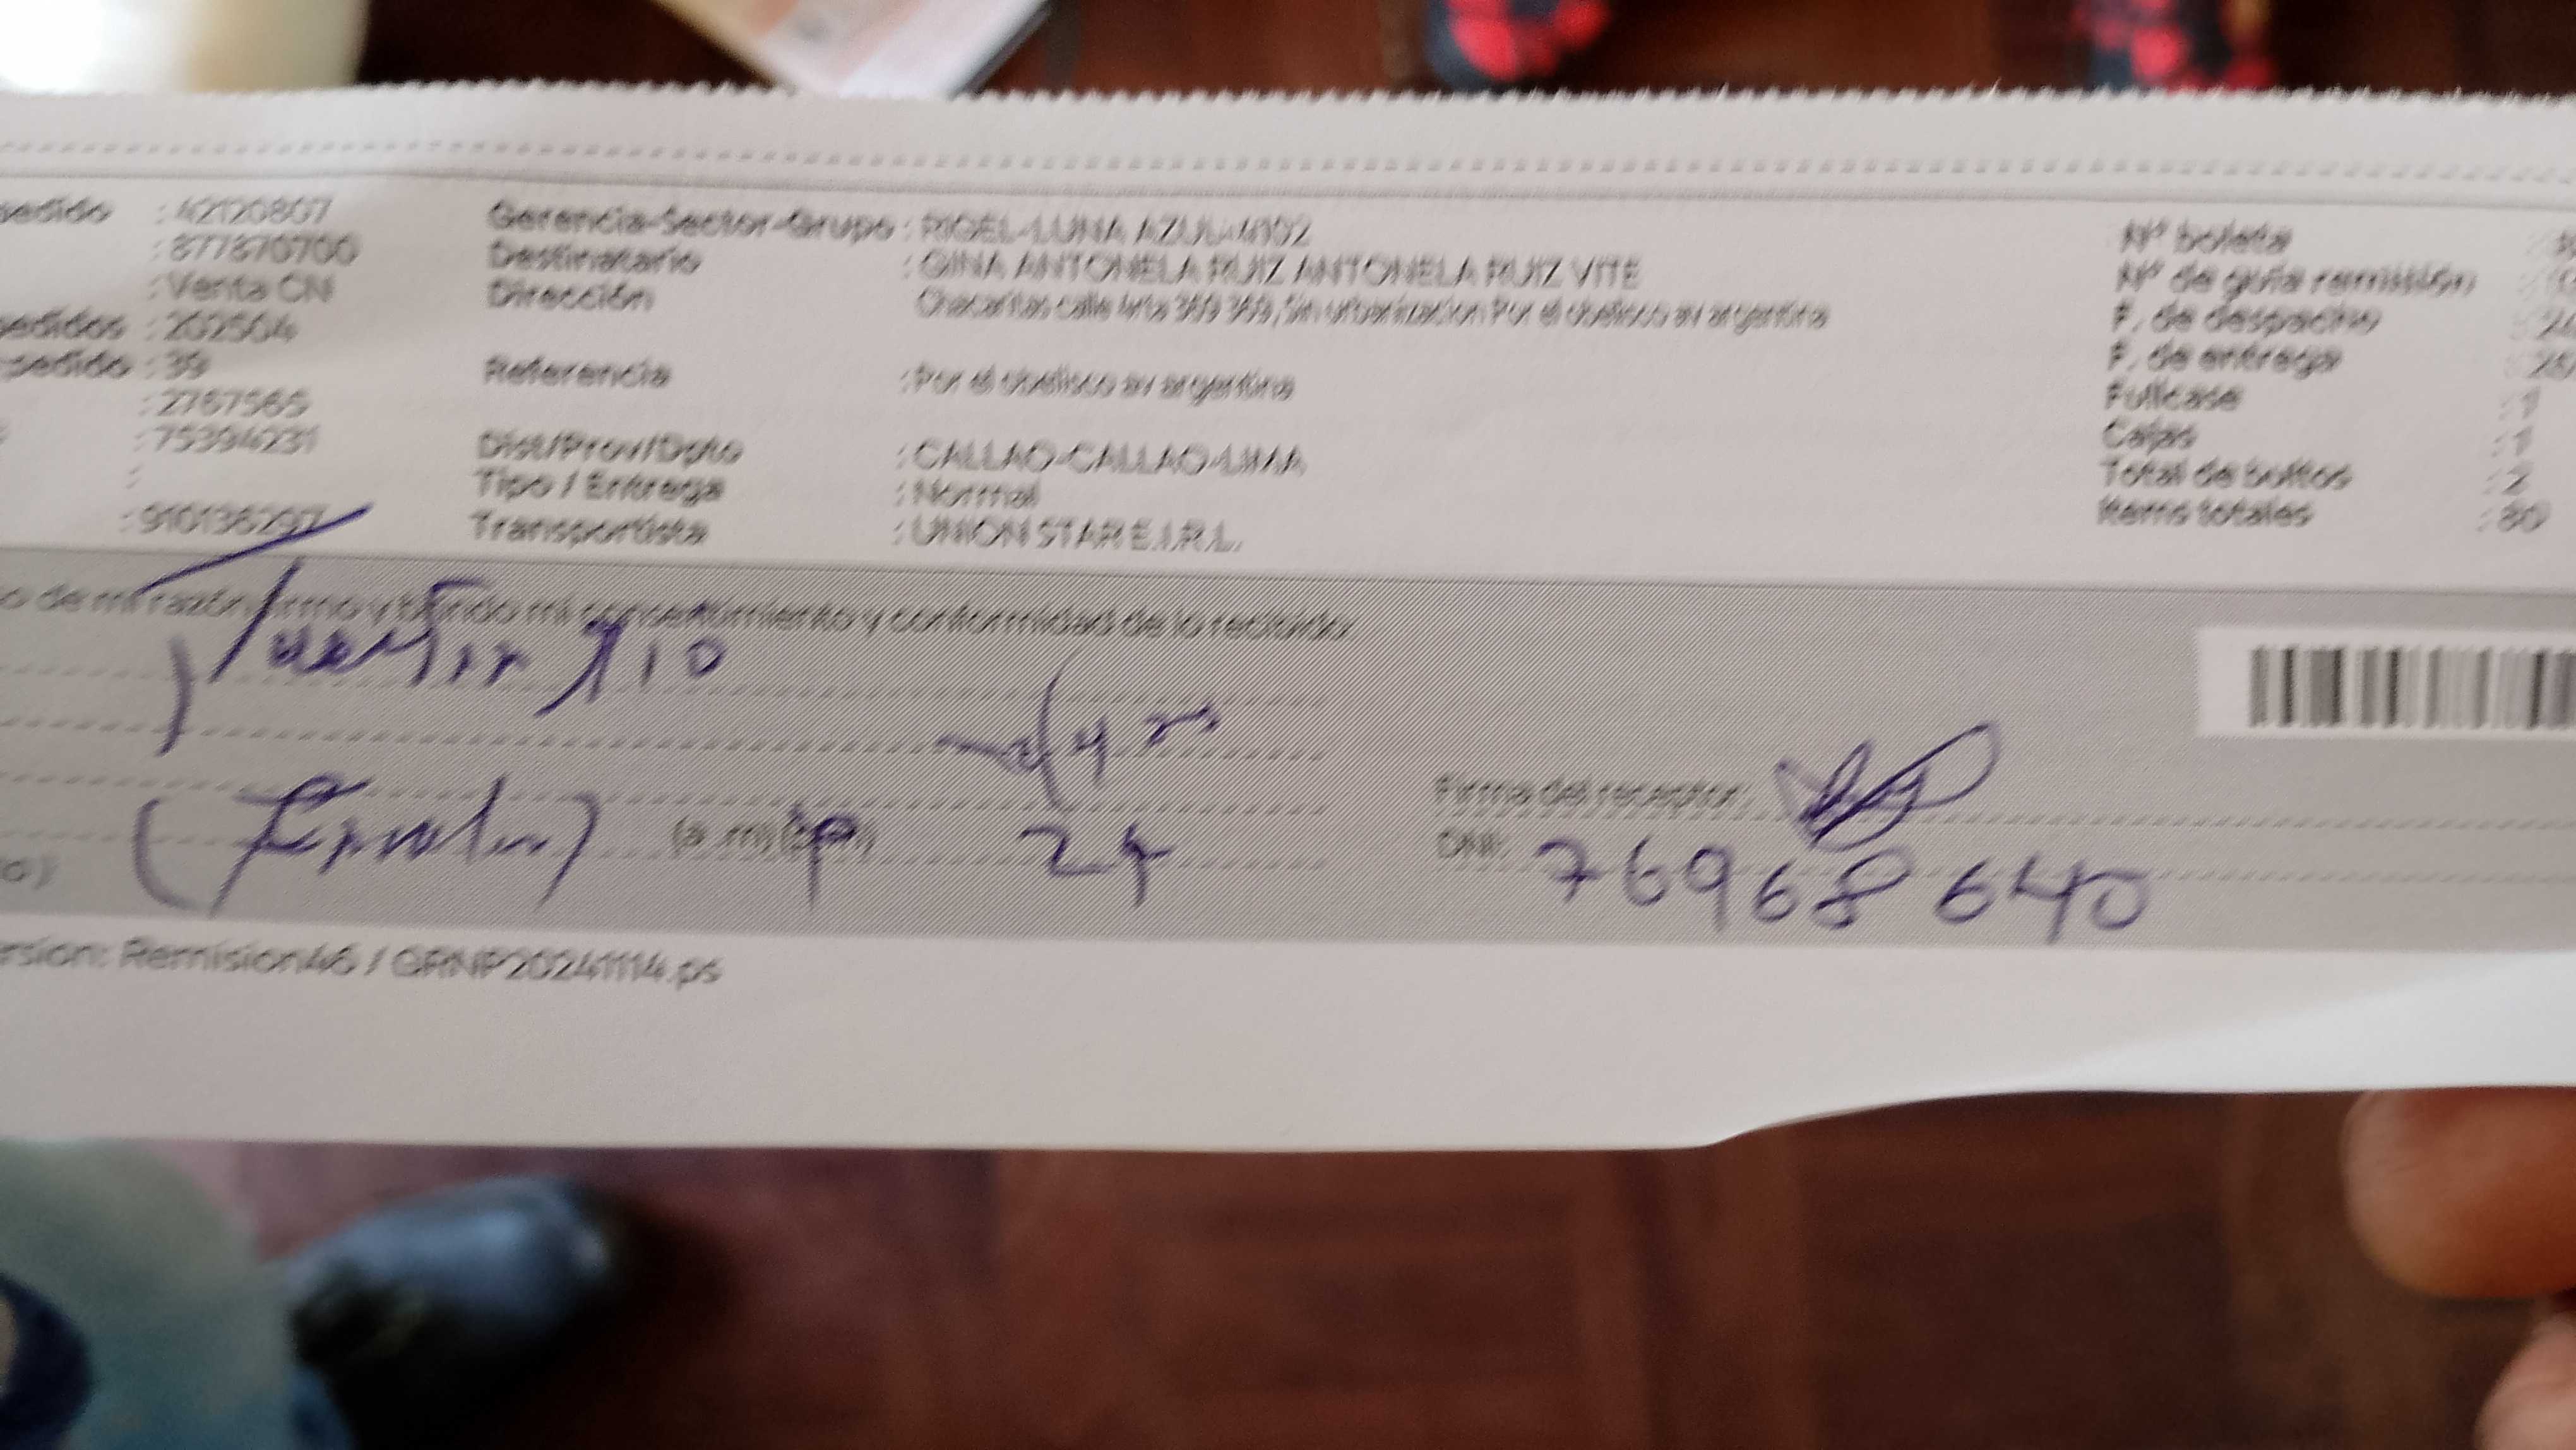 pedido : 42120807 Gerencia-Sector-Grupo : RIGEL-LUNA AZUL-4102 Nº boleta
: 877870700 Destinatario : GINA ANTONELA RUIZ ANTONELA RUIZ VITE Nº de guía remisión
: Venta CN Dirección Chacaritas calle 369 369, Sin urbanizacion Por el obelisco av argentina F. de despacho
pedidos : 202504 F. de entrega
pedido : 39 Referencia : Por el obelisco av argentina Fullcase : 1
: 2767565 Cajas : 1
: 75394231 Dist/Prov/Dpto : CALLAO-CALLAO-LIMA Total de bultos : 2
: Tipo / Entrega : Normal Items totales : 80
: 910136297 Transportista : UNION STAR E.I.R.L.
o de mi razón firmo y brindo mi consentimiento y conformidad de lo recibido
Firma del receptor:
(a .m) 24 DNI: 76968640
rsion: Remision46 / GRNP20241114.ps